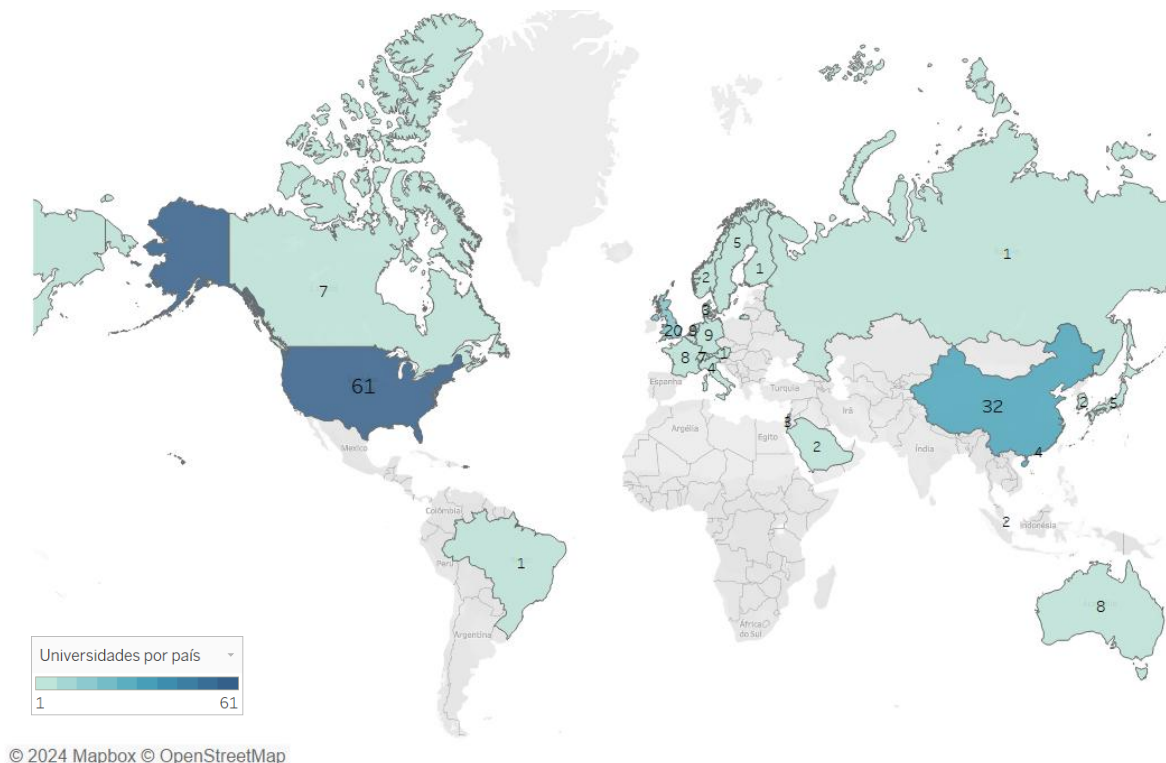 5
2
1
1
7
3
20
9
9
8
7
1
4
61
Espanha
Turquia
32
2
5
Argélia
Egito
Irã
3
2
Índia
4
México
Colômbia
2
Indonésia
Peru
1
8
Argentina
África
do Sul
Universidades por país
1 61
© 2024 Mapbox © OpenStreetMap